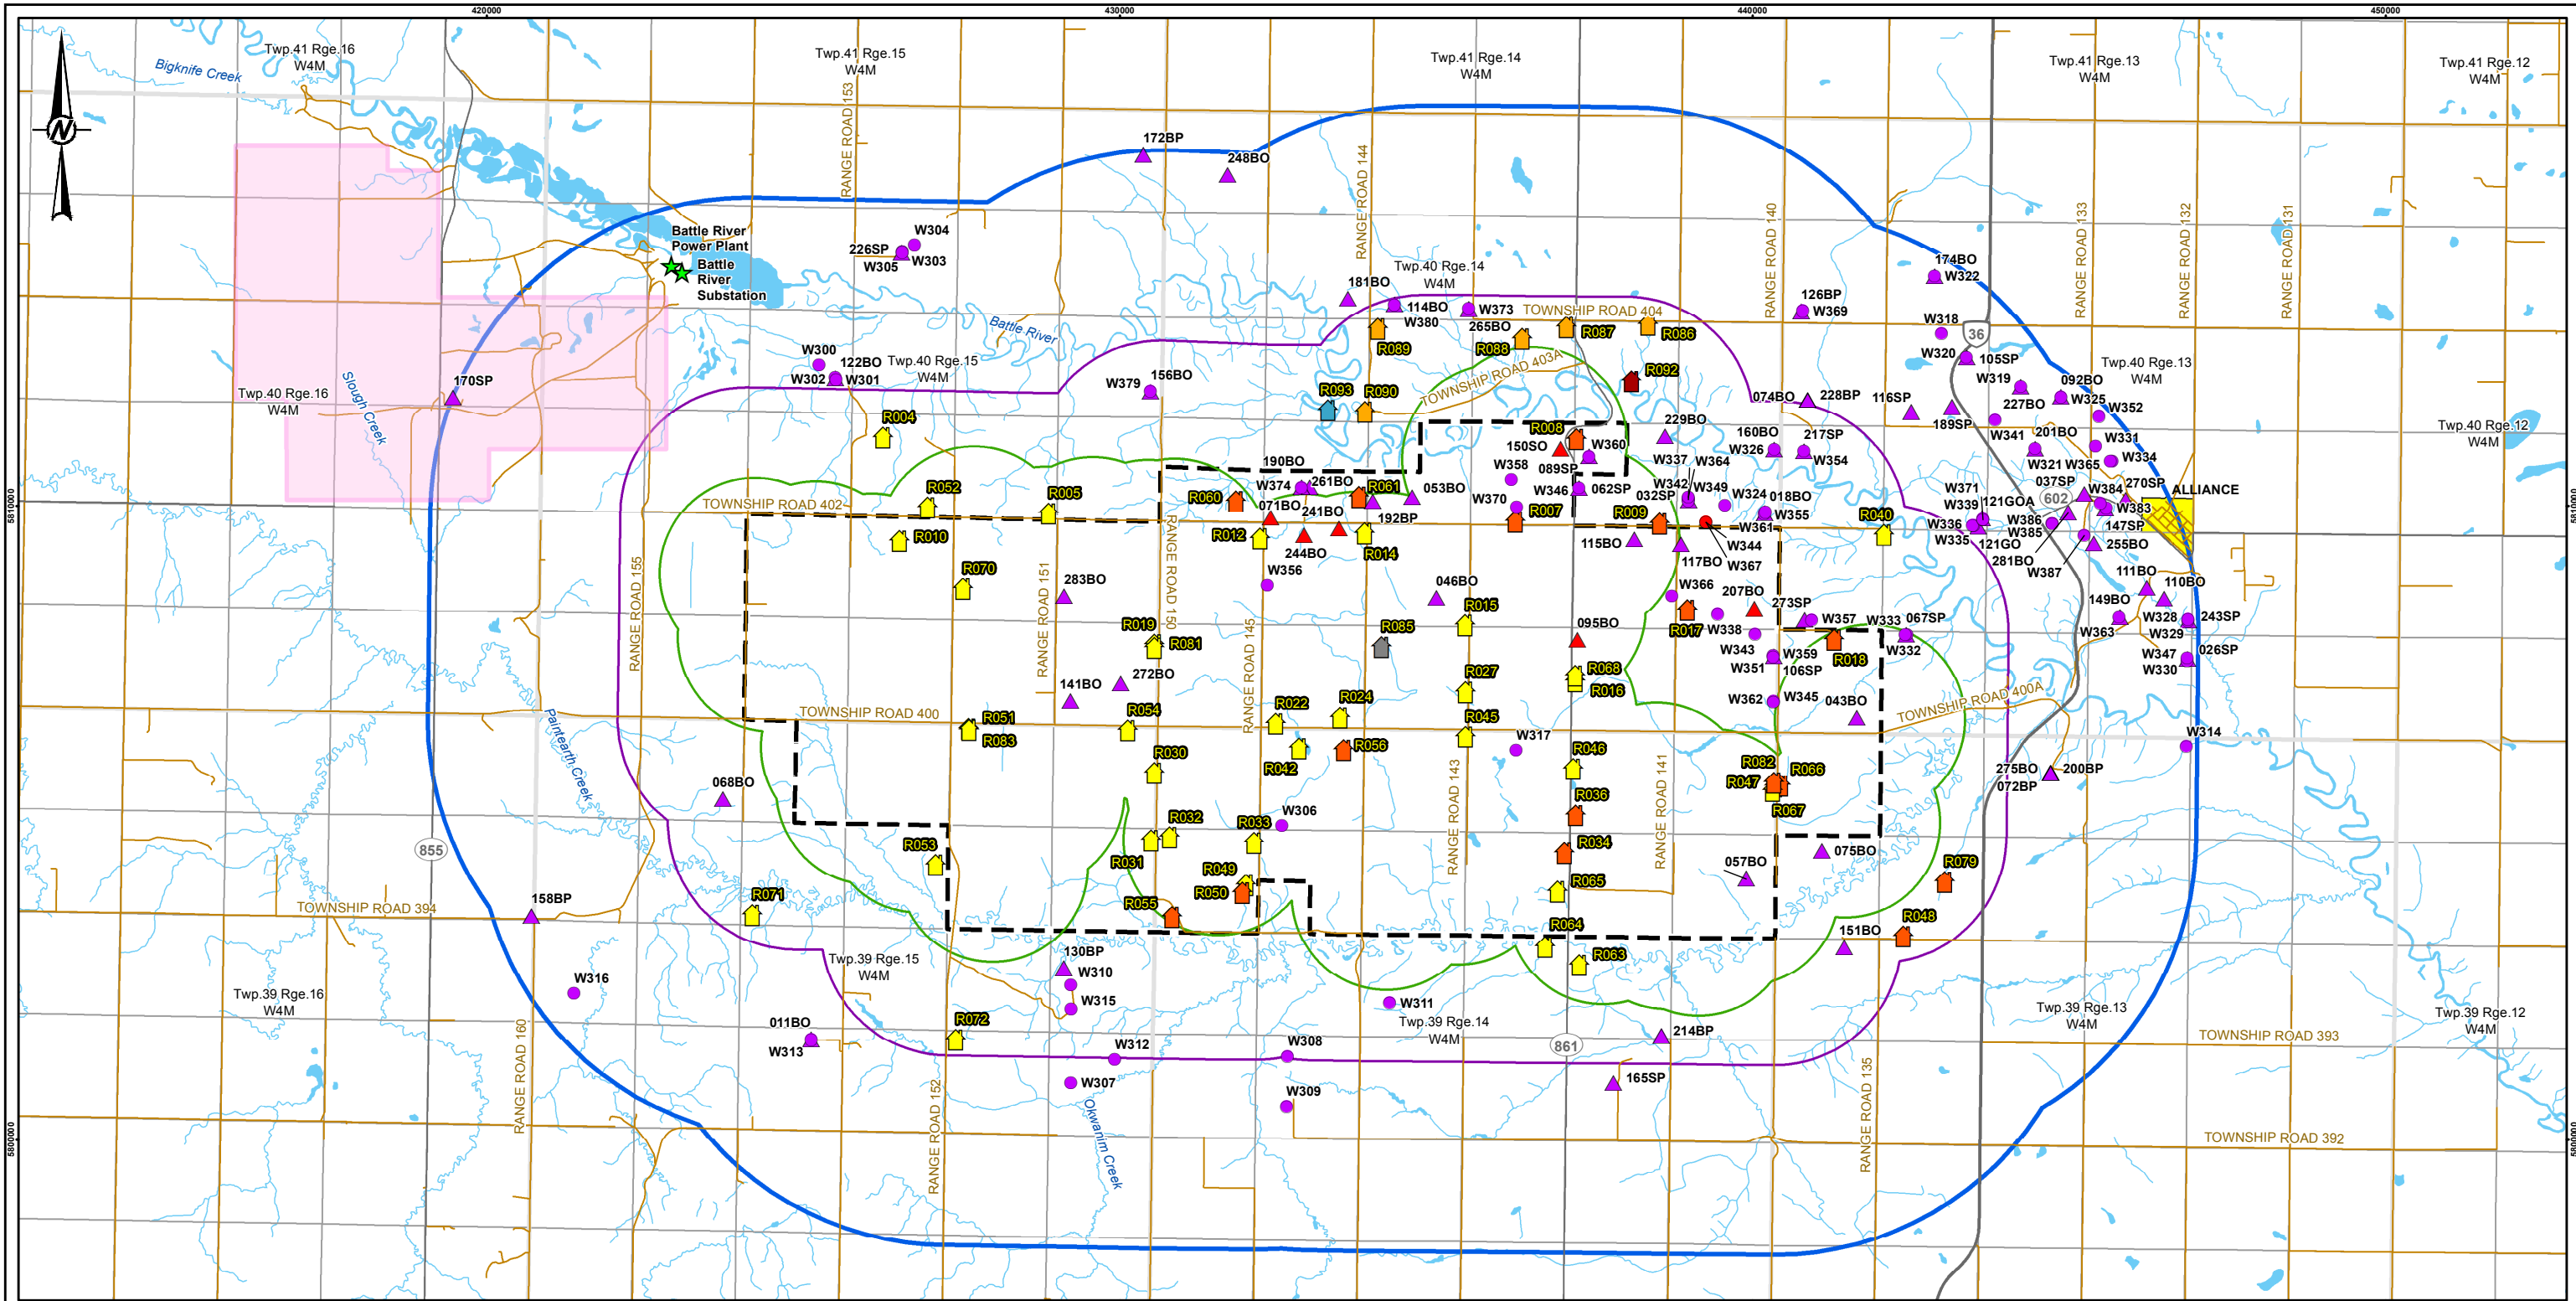 420000
430000
440000
450000
Twp.41 Rge.16
W4M
Twp.41 Rge.15
W4M
Twp.41 Rge.14
W4M
Twp.41 Rge.13
W4M
Twp.41 Rge.12
W4M
Bigknife Creek
N
RANGE ROAD 153
172BP
248BO
RANGE ROAD 144
RANGE ROAD 140
RANGE ROAD 133
RANGE ROAD 132
RANGE ROAD 131
Battle River
Power Plant
Battle
River
Substation
W304
226SP
W303
W305
181BO
Twp.40 Rge.14
W4M
114BO
W380
W373
TOWNSHIP ROAD 404
174BO
W322
126BP
W369
W318
36
265BO
R087
R086
R088
R089
Battle River
W300
122BO
W302
W301
Twp.40 Rge.15
W4M
W320
105SP
Twp.40 Rge.13
W4M
170SP
Twp.40 Rge.16
W4M
Slough Creek
W379
156BO
R093
R090
TOWNSHIP ROAD 403A
R092
W319
092BO
074BO
228BP
116SP
227BO
W325
W352
189SP
R004
R008
229BO
W341
201BO
W331
Twp.40 Rge.12
W4M
150SO
W360
160BO
217SP
W326
W354
W321
W365
W334
190BO
089SP
W337
W364
W358
W374
261BO
R061
053BO
W346
062SP
W342
W349
037SP
W384
270SP
ALLIANCE
R052
R005
TOWNSHIP ROAD 402
R060
071BO
241BO
192BP
W370
R007
032SP
R009
W324
018BO
W355
W361
R040
W371
W339
121GOA
602
W383
W336
W335
W386
W385
147SP
5810000
5810000
R010
R012
244BO
R014
115BO
117BO
W344
W367
121GO
281BO
255BO
W387
RANGE ROAD 155
R070
RANGE ROAD 151
283BO
RANGE ROAD 150
W356
046BO
R015
W366
207BO
273SP
W357
W333
067SP
111BO
110BO
149BO
W328
243SP
W363
W329
R019
R081
RANGE ROAD 145
R085
095BO
R017
W338
W343
R018
W332
W347
026SP
W330
141BO
272BO
R027
R068
R016
W351
W359
106SP
TOWNSHIP ROAD 400
R051
R083
R054
R022
R024
R045
W362
W345
043BO
TOWNSHIP ROAD 400A
Paintearth Creek
R030
R042
R056
W317
R046
W314
068BO
RANGE ROAD 143
RANGE ROAD 141
R082
R066
R047
R067
275BO
200BP
072BP
855
R053
R032
R033
W306
R036
R031
R034
057BO
075BO
R079
R071
R049
R050
R065
TOWNSHIP ROAD 394
158BP
R055
R064
R063
151BO
R048
Twp.39 Rge.15
W4M
130BP
W310
W315
Twp.39 Rge.16
W4M
W316
W311
Twp.39 Rge.14
W4M
Twp.39 Rge.13
W4M
Twp.39 Rge.12
W4M
RANGE ROAD 160
011BO
W313
R072
861
214BP
TOWNSHIP ROAD 393
W312
W308
RANGE ROAD 152
W307
W309
165SP
RANGE ROAD 135
Okwanim Creek
TOWNSHIP ROAD 392
5800000